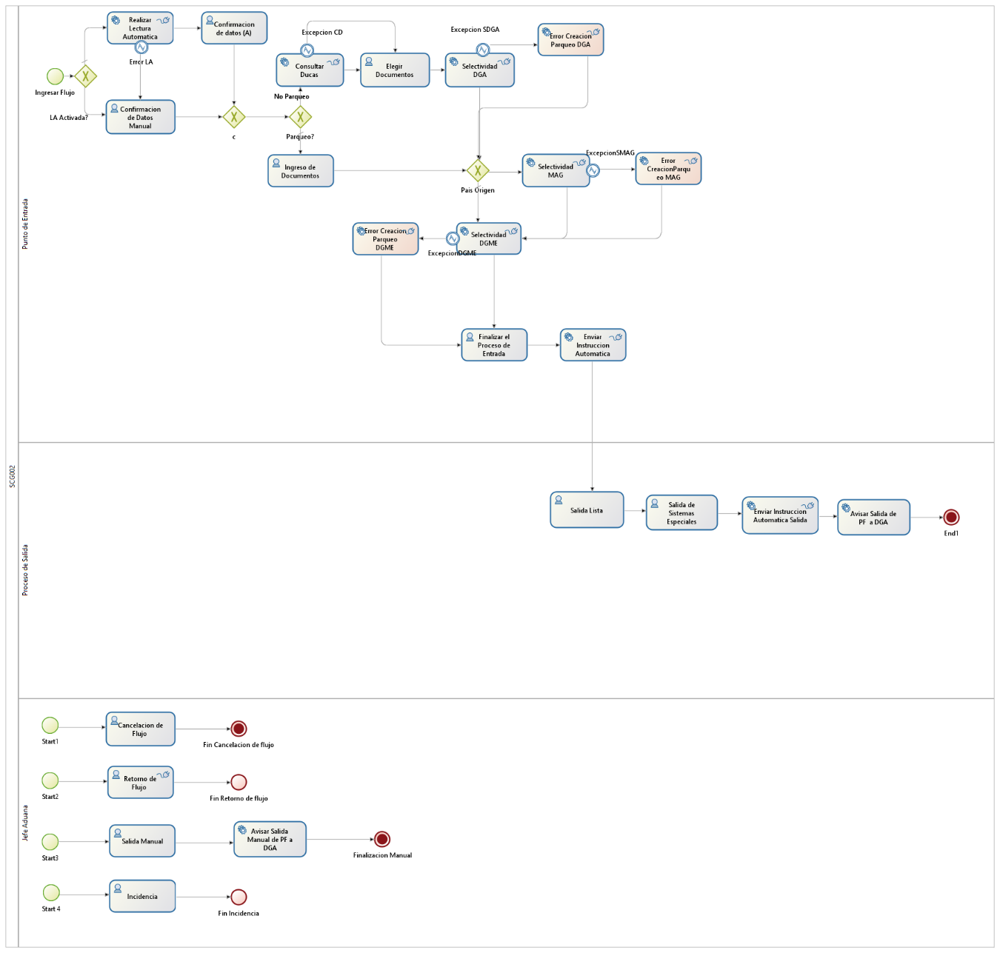 SCG002
Punto de Entrada
Ingresar Flujo
LA Activada?
Realizar
Lectura
Automatica
Error LA
Confirmacion
de datos (A)
Confirmacion
de Datos
Manual
c
Excepcion CD
Consultar
Ducas
No Parqueo
Parqueo?
Ingreso de
Documentos
Elegir
Documentos
Excepcion SDGA
Selectividad
DGA
Error Creacion
Parqueo DGA
Pais Origen
Selectividad
MAG
ExcepcionSMAG
Error
CreacionParqu
eo MAG
Error Creacion
Parqueo
DGME
ExcepcionDGME
Selectividad
DGME
Finalizar el
Proceso de
Entrada
Enviar
Instruccion
Automatica
Proceso de Salida
Salida Lista
Salida de
Sistemas
Especiales
Enviar Instruccion
Automatica Salida
Avisar Salida de
PF a DGA
End1
Jefe Aduana
Start1
Cancelacion de
Flujo
Fin Cancelacion de flujo
Start2
Retorno de
Flujo
Fin Retorno de flujo
Start3
Salida Manual
Avisar Salida
Manual de PF a
DGA
Finalizacion Manual
Start 4
Incidencia
Fin Incidencia